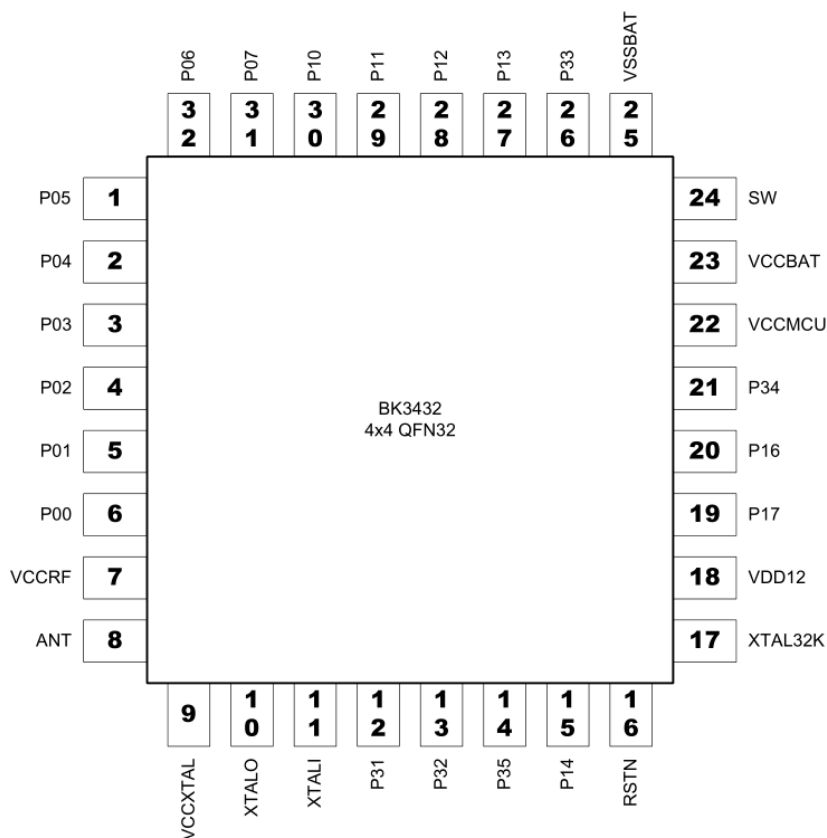 P06 P07 P10 P11 P12 P13 P33 VSSBAT
32 31 30 29 28 27 26 25
P05 1 24 SW
P04 2 23 VCCBAT
P03 3 22 VCCMCU
P02 4 21 P34
BK3432
4x4 QFN32
P01 5 20 P16
P00 6 19 P17
VCCRF 7 18 VDD12
ANT 8 17 XTAL32K
9 10 11 12 13 14 15 16
VCCXTAL XTALO XTALI P31 P32 P35 P14 RSTN